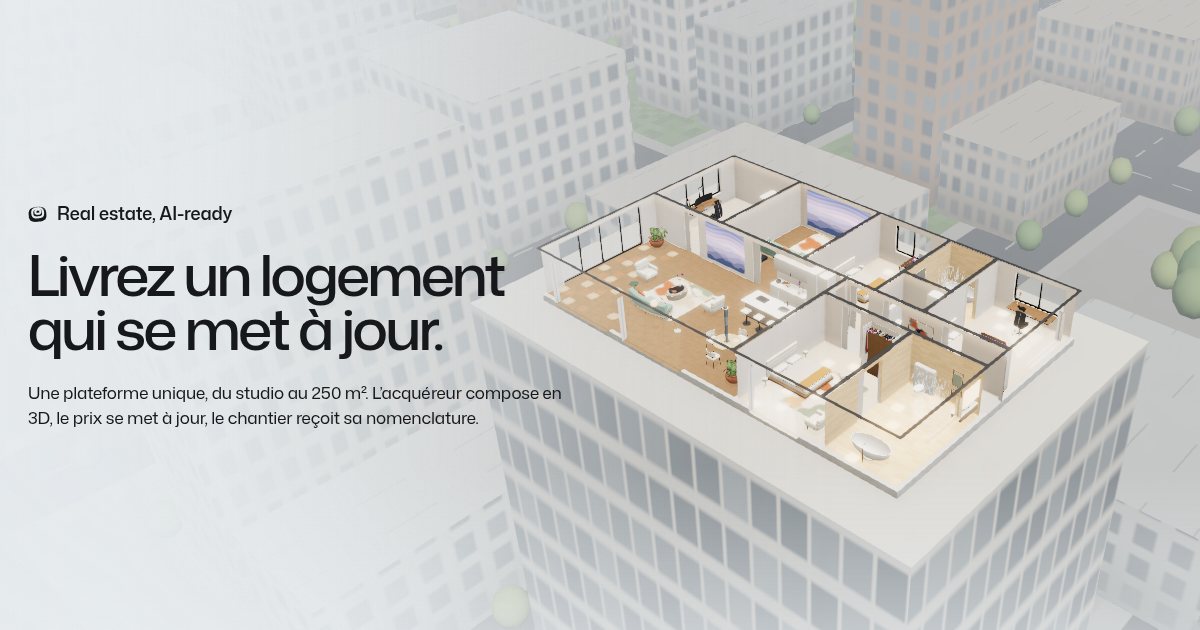 Real estate, AI-ready
Livrez un logement
qui se met à jour.
Une plateforme unique, du studio au 250 m². L'acquéreur compose en
3D, le prix se met à jour, le chantier reçoit sa nomenclature.